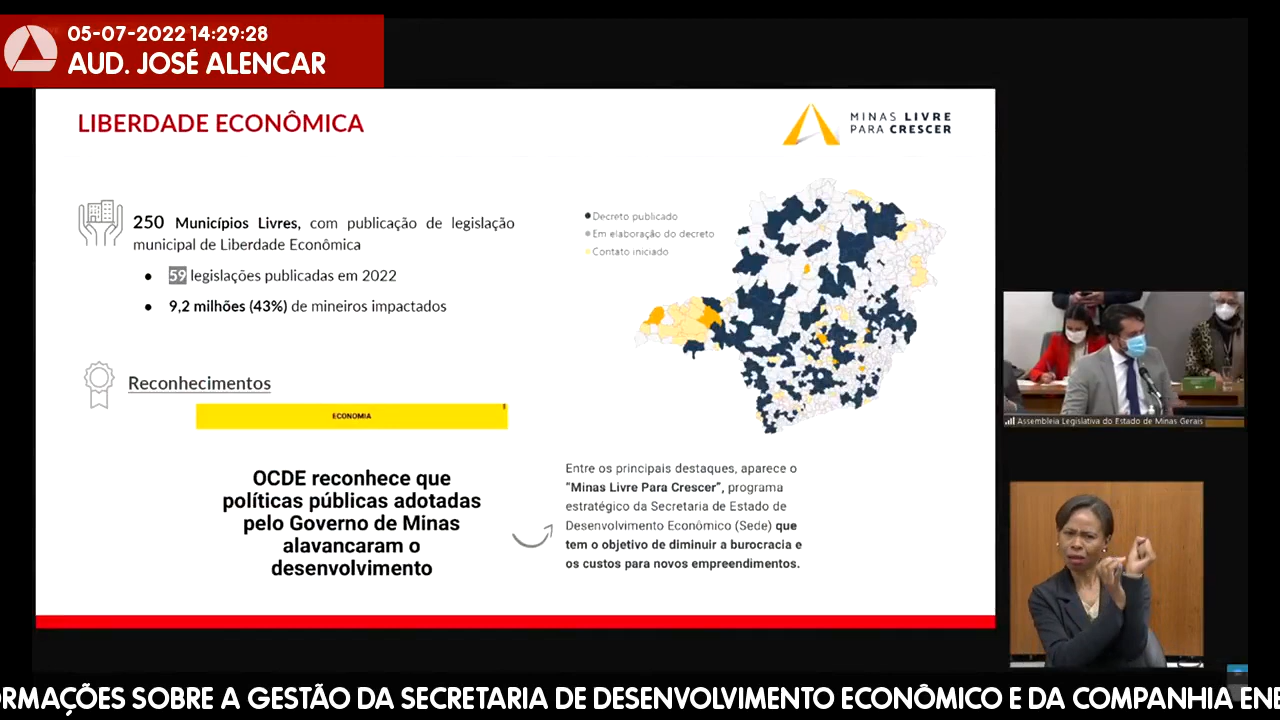 05-07-2022 14:29:28
AUD. JOSÉ ALENCAR
LIBERDADE ECONÔMICA
MINAS LIVRE
PARA CRESCER
250 Municípios Livres, com publicação de legislação
municipal de Liberdade Econômica
• 59 legislações publicadas em 2022
• 9,2 milhões (43%) de mineiros impactados
Decreto publicado
Em elaboração do decreto
Contato iniciado
Reconhecimentos
ECONOMIA
OCDE reconhece que
políticas públicas adotadas
pelo Governo de Minas
alavancaram o
desenvolvimento
Entre os principais destaques, aparece o
"Minas Livre Para Crescer”, programa
estratégico da Secretaria de Estado de
Desenvolvimento Econômico (Sede) que
tem o objetivo de diminuir a burocracia e
os custos para novos empreendimentos.
Assembleia Legislativa do Estado de Minas Gerais
ORMAÇÕES SOBRE A GESTÃO DA SECRETARIA DE DESENVOLVIMENTO ECONÔMICO E DA COMPANHIA ENE